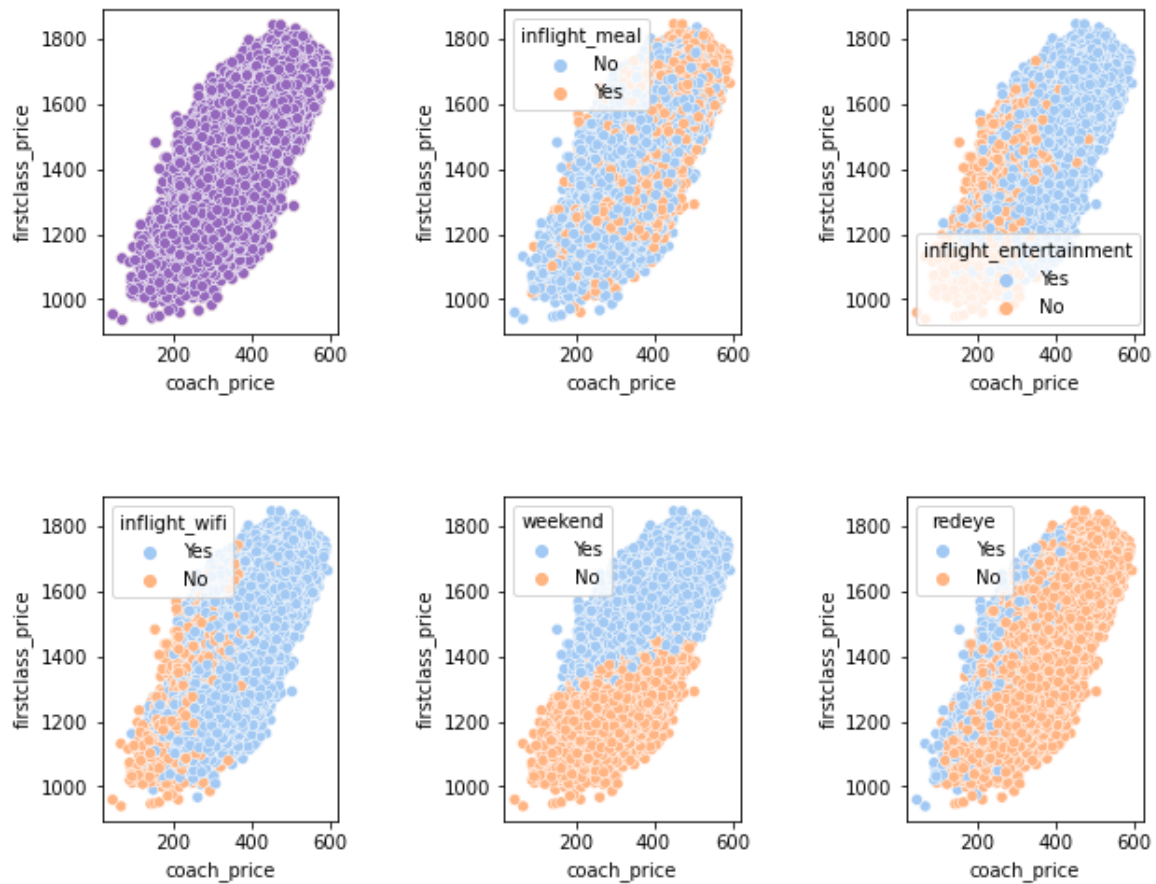 1800
1600
1400
1200
1000
firstclass_price
200 400 600
coach_price
inflight_meal
No
Yes
1800
1600
1400
1200
1000
firstclass_price
200 400 600
coach_price
1800
1600
1400
1200
1000
firstclass_price
inflight_entertainment
Yes
No
200 400 600
coach_price
inflight_wifi
Yes
No
1800
1600
1400
1200
1000
firstclass_price
200 400 600
coach_price
weekend
Yes
No
1800
1600
1400
1200
1000
firstclass_price
200 400 600
coach_price
redeye
Yes
No
1800
1600
1400
1200
1000
firstclass_price
200 400 600
coach_price